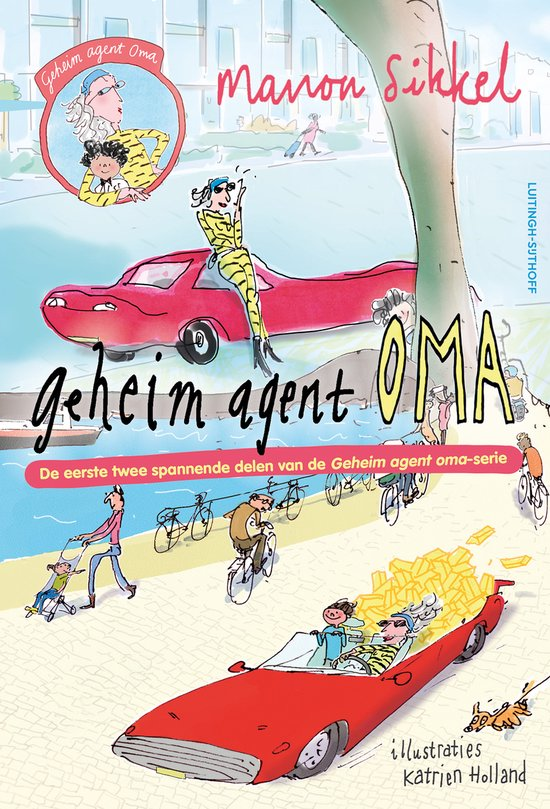 Geheim agent Oma
Manon Sikkel
LUITINGH-SIJTHOFF
geheim agent OMA
De eerste twee spannende delen van de Geheim agent oma-serie
illustraties
Katrien Holland